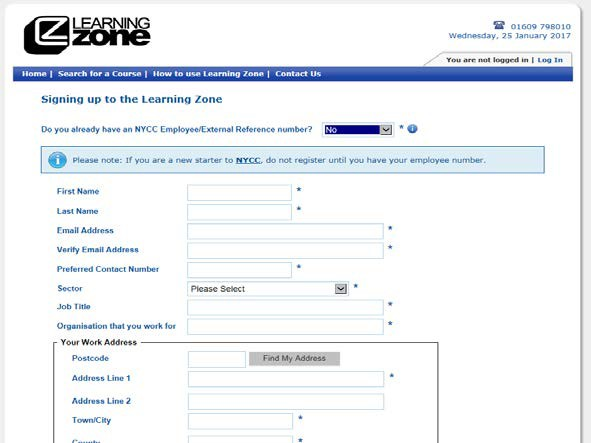 LEARNING
zone
01609 798010
Wednesday, 25 January 2017
You are not logged in | Log In
Home | Search for a Course | How to use Learning Zone | Contact Us
Signing up to the Learning Zone
Do you already have an NYCC Employee/External Reference number? No *
Please note: If you are a new starter to NYCC, do not register until you have your employee number.
First Name *
Last Name *
Email Address *
Verify Email Address *
Preferred Contact Number *
Sector Please Select *
Job Title *
Organisation that you work for *
Your Work Address
Postcode Find My Address
Address Line 1 *
Address Line 2
Town/City *